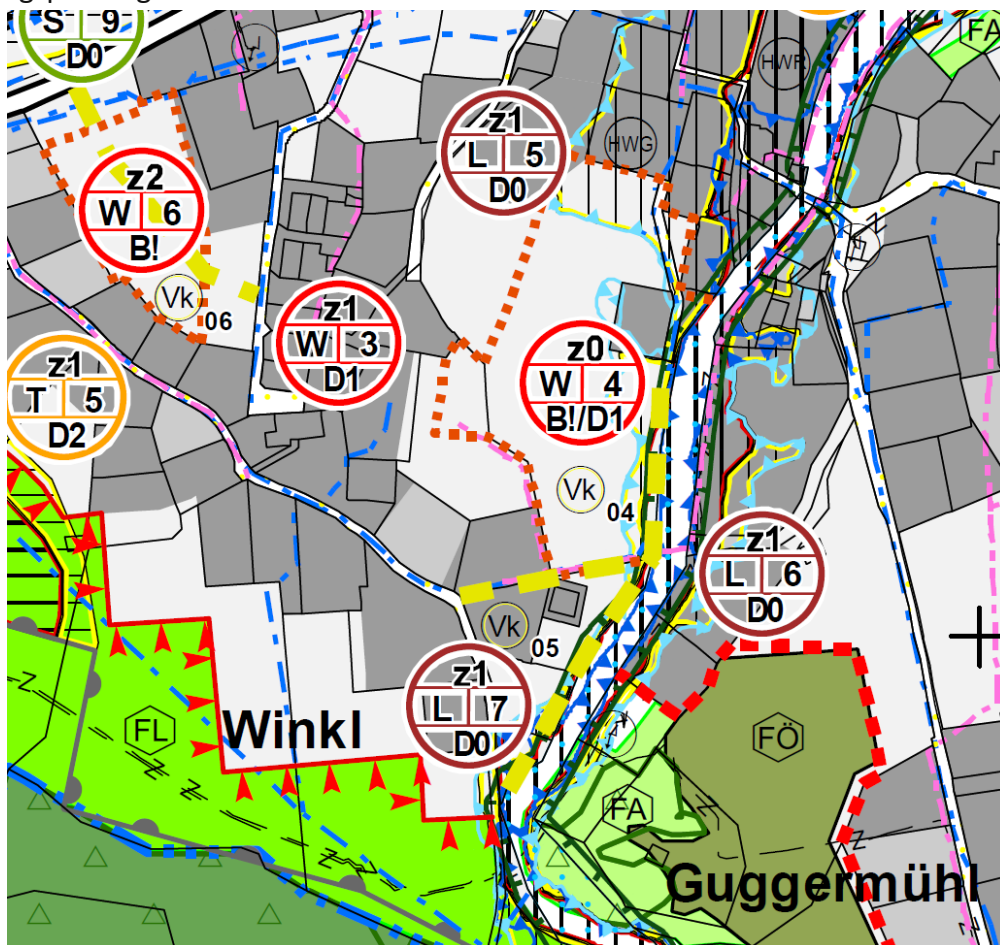 S 9
D0
FA
HWR
z1
L 5
D0
HWG
z2
W 6
B!
Vk
06
z1
W 3
D1
z0
W 4
B!/D1
z1
T 5
D2
Vk
04
z1
L 6
D0
Vk
05
z1
L 7
D0
FL
Winkl
FÖ
FA
Guggermühl
Z
Z
Z
Z
Z